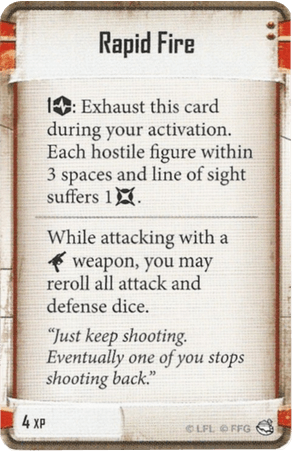 Rapid Fire
1: Exhaust this card
during your activation.
Each hostile figure within
3 spaces and line of sight
suffers 1.
While attacking with a
weapon, you may
reroll all attack and
defense dice.
“Just keep shooting.
Eventually one of you stops
shooting back.”
4 XP
© LFL © FFG